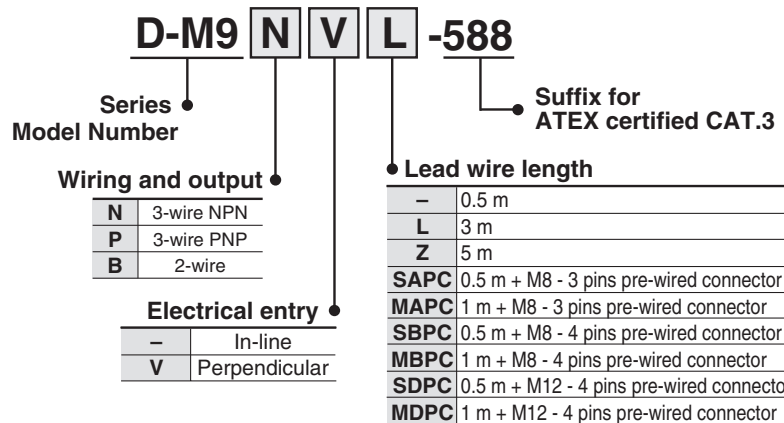 D-M9 N V L -588
Series
Model Number
Suffix for
ATEX certified CAT.3
Wiring and output
N 3-wire NPN
P 3-wire PNP
B 2-wire
Electrical entry
– In-line
V Perpendicular
Lead wire length
– 0.5 m
L 3 m
Z 5 m
SAPC 0.5 m + M8 - 3 pins pre-wired connector
MAPC 1 m + M8 - 3 pins pre-wired connector
SBPC 0.5 m + M8 - 4 pins pre-wired connector
MBPC 1 m + M8 - 4 pins pre-wired connector
SDPC 0.5 m + M12 - 4 pins pre-wired connecto
MDPC 1 m + M12 - 4 pins pre-wired connector